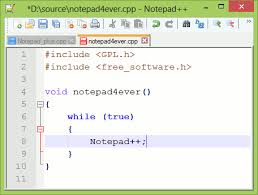 *D:\source\notepad4ever.cpp - Notepad++
Notepad_plus.cpp notepad4ever.cpp
1 #include <GPL.h>
2 #include <free_software.h>
3
4 void notepad4ever()
5 {
6 while (true)
7 {
8 Notepad++;
9 }
10 }
11